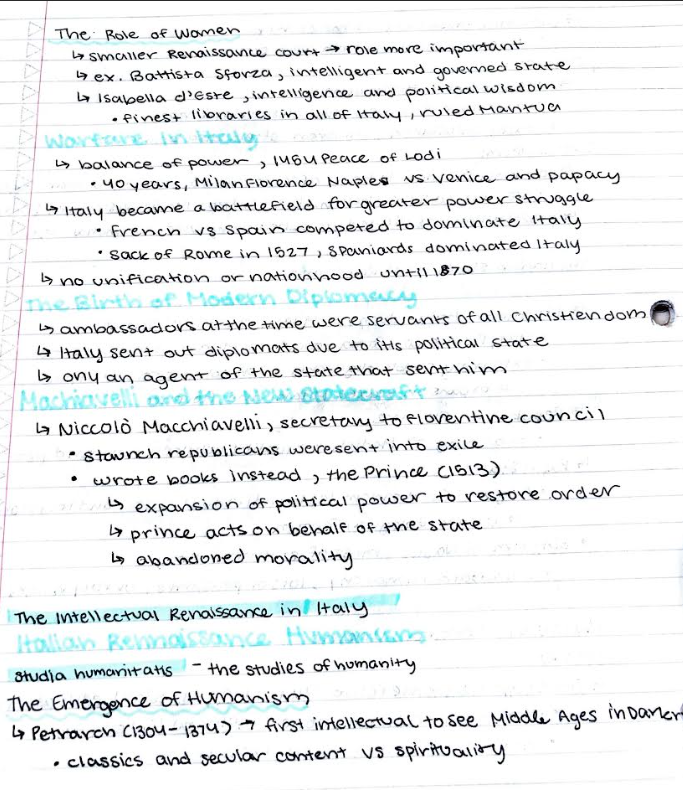 The Role of Women
↳ smaller Renaissance court → role more important
↳ ex. Battista Sforza, intelligent and governed state
↳ Isabella d'Este, intelligence and political wisdom
• finest libraries in all of Italy, ruled Mantua
Warfare in Italy
↳ balance of power, 1454 Peace of Lodi
• 40 years, Milan Florence Naples vs Venice and papacy
↳ Italy became a battlefield for greater power struggle
• French vs Spain competed to dominate Italy
• Sack of Rome in 1527, Spaniards dominated Italy
↳ no unification or nationhood until 1870
The Birth of Modern Diplomacy
↳ ambassadors at the time were servants of all Christiendom
↳ Italy sent out diplomats due to itis political state
↳ ony an agent of the state that sent him
Machiavelli and the New Statecraft
↳ Niccolò Macchiavelli, secretary to florentine council
• staunch republicans were sent into exile
• wrote books instead, the Prince (1513)
↳ expansion of political power to restore order
↳ prince acts on behalf of the state
↳ abandoned morality
The Intellectual Renaissance in Italy
Italian Rennaissance Humanism
studia humanitatis - the studies of humanity
The Emergence of Humanism
↳ Petrarch (1304-1374) → first intellectual to see Middle Ages in
• classics and secular content vs spirituality